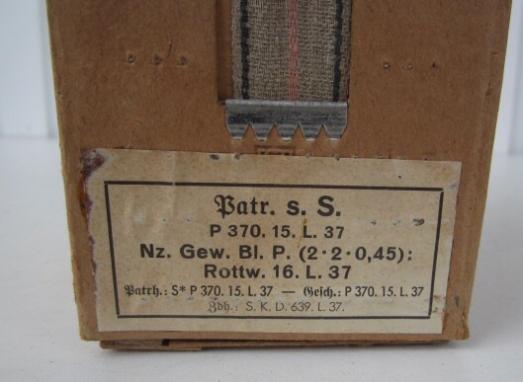 Patr. s. S.
P 370. 15. L. 37
Nz. Gew. Bl. P. (2·2·0,45):
Rottw. 16. L. 37
Patrh.: S* P 370. 15. L. 37 — Gesch.: P 370. 15. L. 37
Zdh.: S. K. D. 639. L. 37.